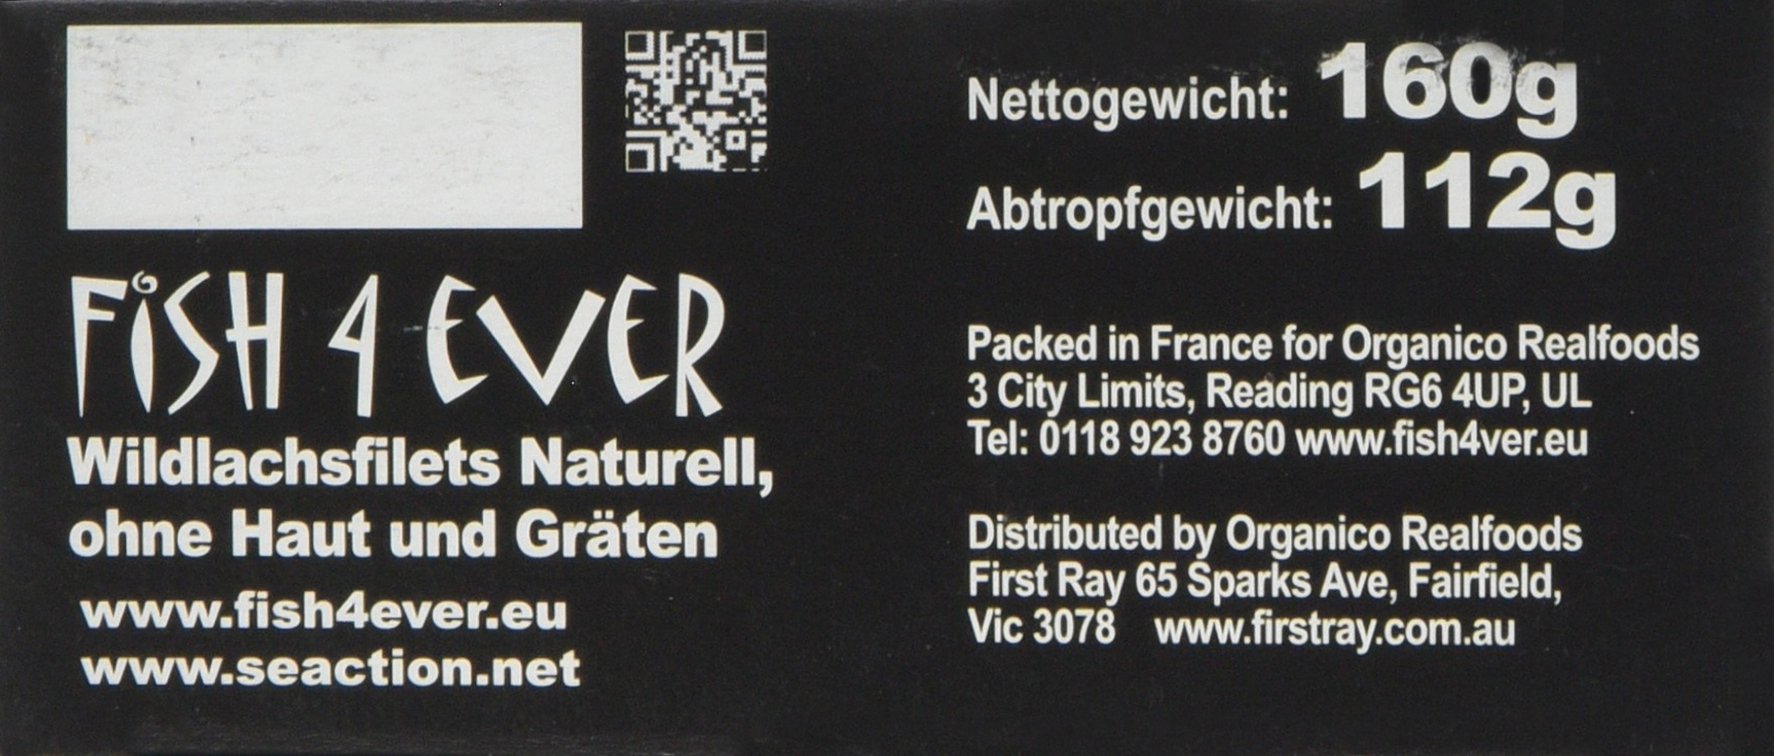 FiSH 4 EVER
Wildlachsfilets Naturell,
ohne Haut und Gräten
www.fish4ever.eu
www.seaction.net
Nettogewicht: 160g
Abtropfgewicht: 112g
Packed in France for Organico Realfoods
3 City Limits, Reading RG6 4UP, UL
Tel: 0118 923 8760 www.fish4ver.eu
Distributed by Organico Realfoods
First Ray 65 Sparks Ave, Fairfield,
Vic 3078 www.firstray.com.au